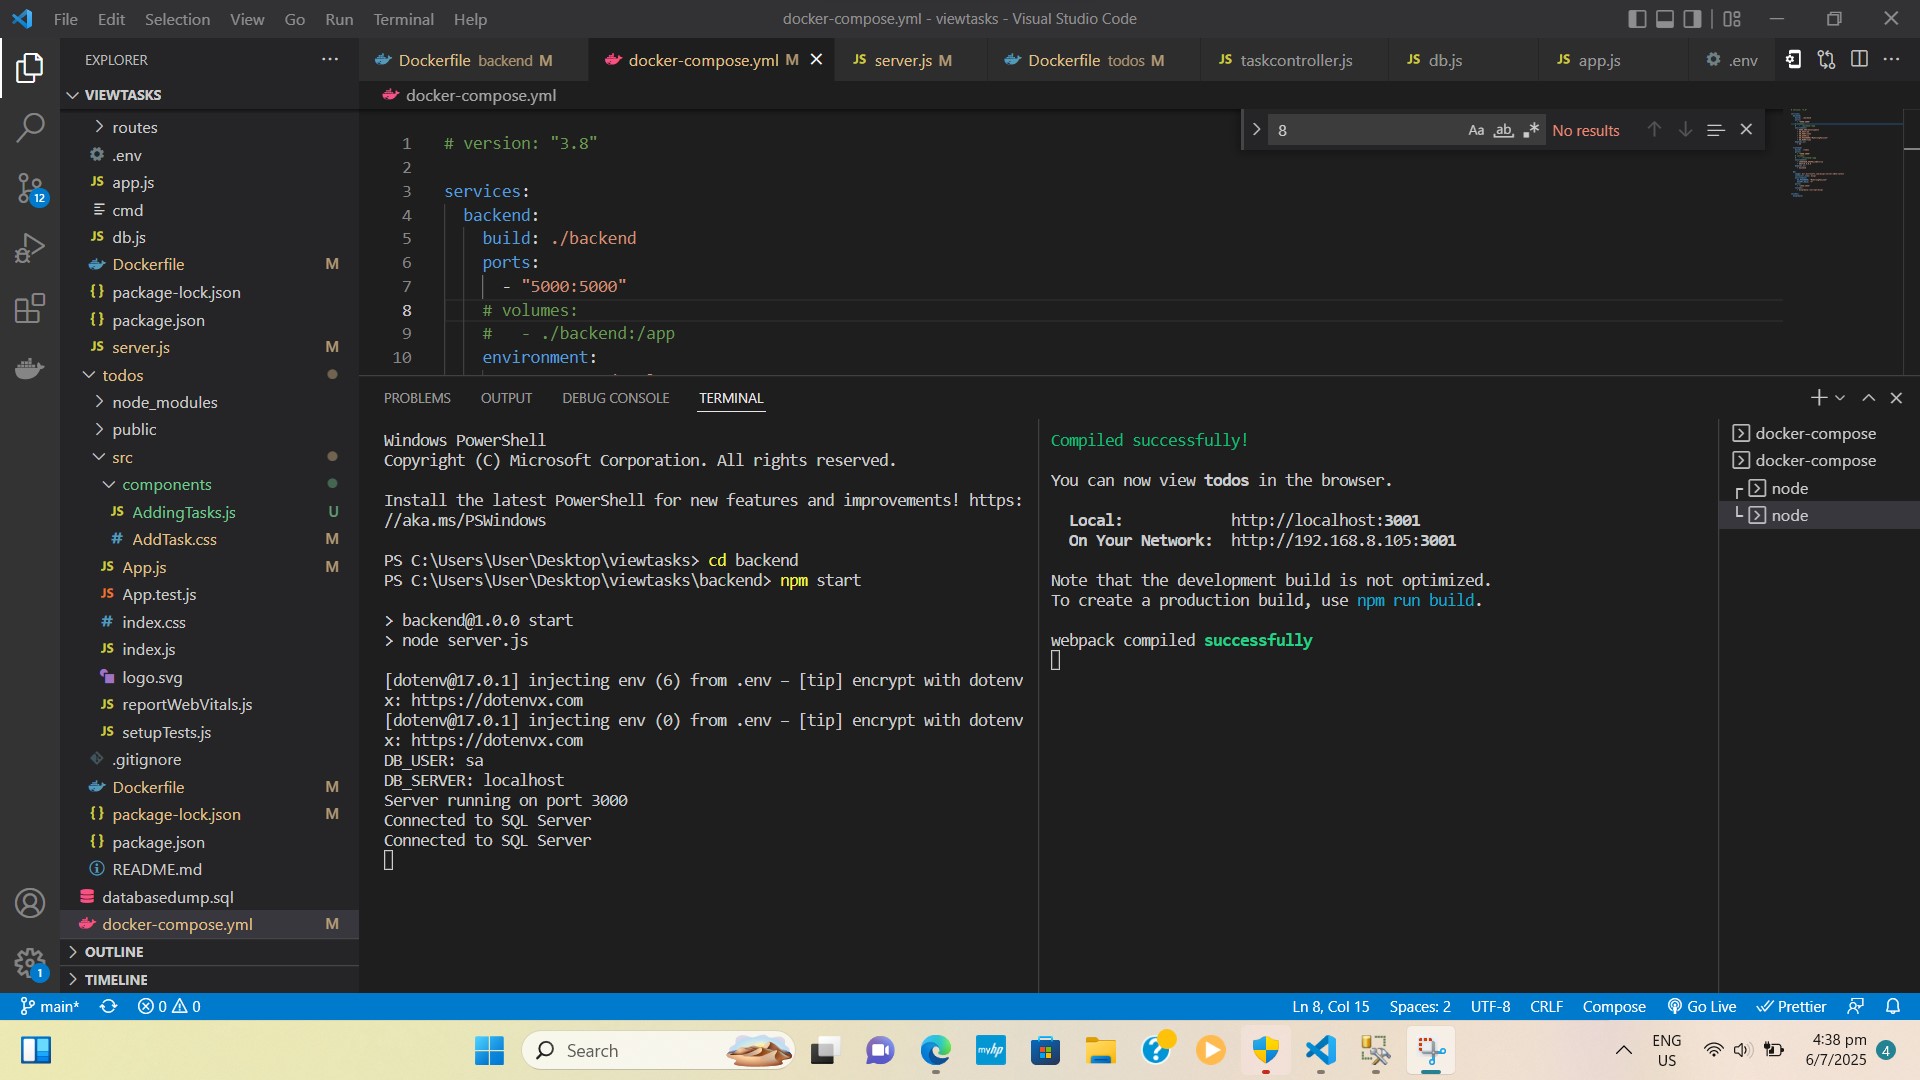 File Edit Selection View Go Run Terminal Help
docker-compose.yml - viewtasks - Visual Studio Code
EXPLORER
VIEWTASKS
routes
.env
app.js
cmd
db.js
Dockerfile M
package-lock.json
package.json
server.js M
todos
node_modules
public
src
components
AddingTasks.js U
AddTask.css M
App.js M
App.test.js
index.css
index.js
logo.svg
reportWebVitals.js
setupTests.js
.gitignore
Dockerfile M
package-lock.json M
package.json
README.md
databasedump.sql
docker-compose.yml M
OUTLINE
TIMELINE
Dockerfile backend M
docker-compose.yml M
server.js M
Dockerfile todos M
taskcontroller.js
db.js
app.js
.env
docker-compose.yml
8
Aa ab
No results
1 # version: "3.8"
2
3 services:
4 backend:
5 build: ./backend
6 ports:
7 - "5000:5000"
8 # volumes:
9 # - ./backend:/app
10 environment:
PROBLEMS OUTPUT DEBUG CONSOLE TERMINAL
Windows PowerShell
Copyright (C) Microsoft Corporation. All rights reserved.
Install the latest PowerShell for new features and improvements! https:
//aka.ms/PSWindows
PS C:\Users\User\Desktop\viewtasks> cd backend
PS C:\Users\User\Desktop\viewtasks\backend> npm start
> backend@1.0.0 start
> node server.js
[dotenv@17.0.1] injecting env (6) from .env – [tip] encrypt with dotenv
x: https://dotenvx.com
[dotenv@17.0.1] injecting env (0) from .env – [tip] encrypt with dotenv
x: https://dotenvx.com
DB_USER: sa
DB_SERVER: localhost
Server running on port 3000
Connected to SQL Server
Connected to SQL Server
Compiled successfully!
You can now view todos in the browser.
Local: http://localhost:3001
On Your Network: http://192.168.8.105:3001
Note that the development build is not optimized.
To create a production build, use npm run build.
webpack compiled successfully
docker-compose
docker-compose
node
node
12
1
main*
0 0
Ln 8, Col 15
Spaces: 2
UTF-8
CRLF
Compose
Go Live
Prettier
Search
myhp
ENG
US
4:38 pm
6/7/2025
4